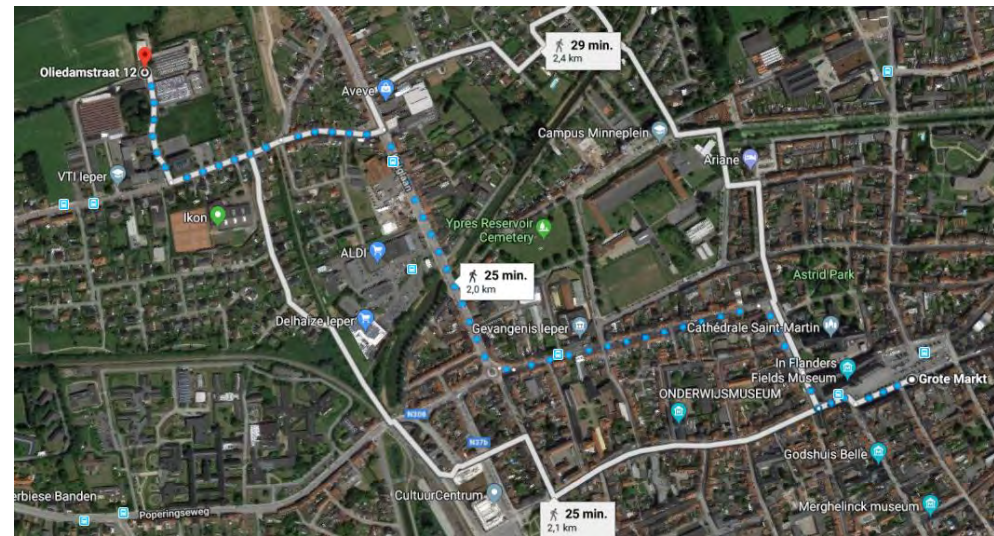 29 min.
2,4 km
Oliedamstraat 12
Aveve
Campus Minneplein
Ariane
VTI Ieper
Ikon
Ypres Reservoir
Cemetery
ALDI
25 min.
2,0 km
Astrid Park
Delhaize Ieper
Gevangenis Ieper
Cathédrale Saint-Martin
In Flanders
Fields Museum
Grote Markt
ONDERWIJSMUSEUM
N308
N37b
Godshuis Belle
CultuurCentrum
erbiese Banden
Poperingseweg
25 min.
2,1 km
Merghelinck museum